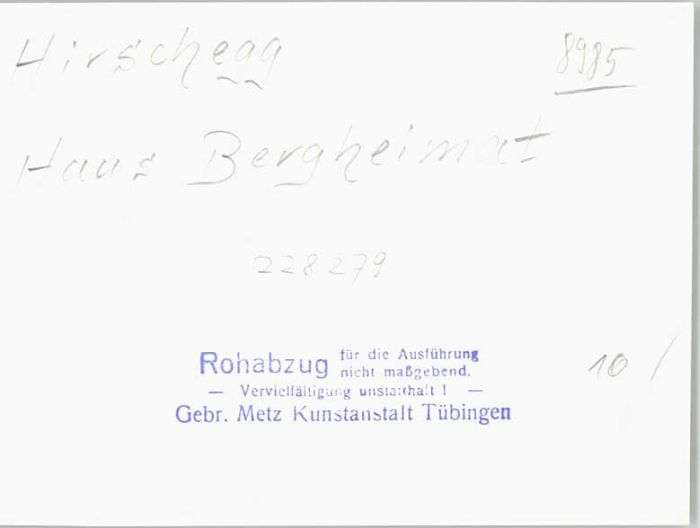 Hirschegg 8985
Haus Bergheimat
228279
Rohabzug für die Ausführung
nicht maßgebend.
— Vervielfältigung unstatthaft ! —
Gebr. Metz Kunstanstalt Tübingen
10 /